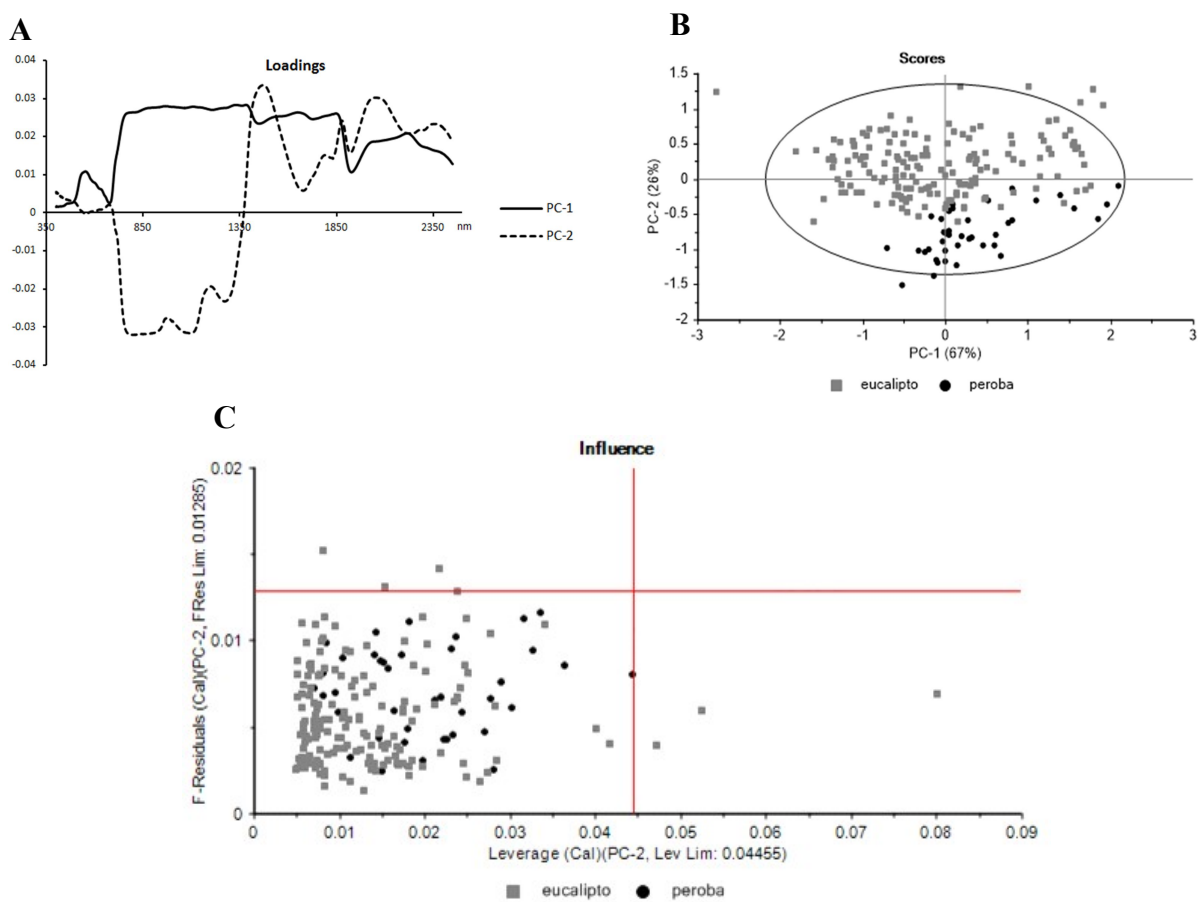 A
B
Loadings
0.04
0.03
0.02
0.01
0
-0.01
-0.02
-0.03
-0.04
350
850
1350
1850
2350
nm
PC-1
PC-2
Scores
1.5
1
0.5
0
-0.5
-1
-1.5
-2
PC-2 (26%)
-3
-2
-1
0
1
2
3
PC-1 (67%)
eucalipto
peroba
C
Influence
0.02
0.01
0
F-Residuals (Cal)(PC-2, FRes Lim: 0.01285)
0
0.01
0.02
0.03
0.04
0.05
0.06
0.07
0.08
0.09
Leverage (Cal)(PC-2, Lev Lim: 0.04455)
eucalipto
peroba